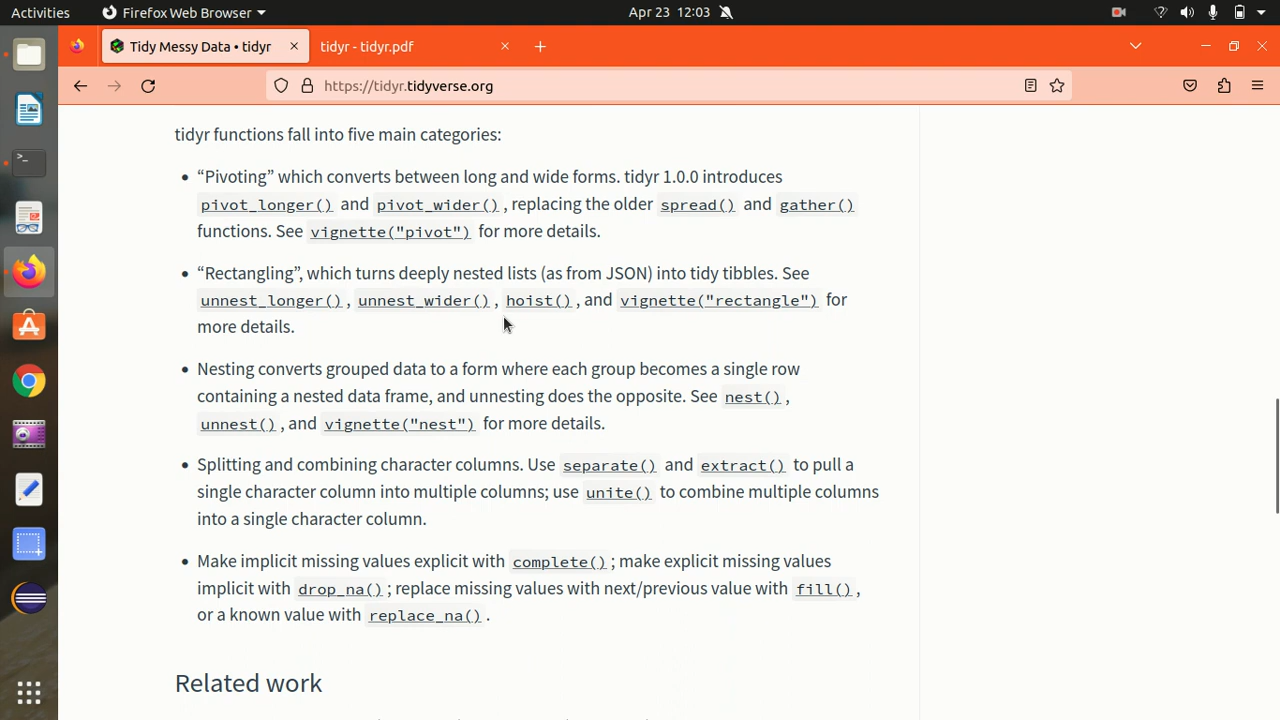 Activities
Firefox Web Browser
Apr 23 12:03
Tidy Messy Data • tidyr
tidyr - tidyr.pdf
https://tidyr.tidyverse.org
tidyr functions fall into five main categories:
• “Pivoting” which converts between long and wide forms. tidyr 1.0.0 introduces
pivot_longer() and pivot_wider(), replacing the older spread() and gather()
functions. See vignette("pivot") for more details.
• “Rectangling”, which turns deeply nested lists (as from JSON) into tidy tibbles. See
unnest_longer(), unnest_wider(), hoist(), and vignette("rectangle") for
more details.
• Nesting converts grouped data to a form where each group becomes a single row
containing a nested data frame, and unnesting does the opposite. See nest(),
unnest(), and vignette("nest") for more details.
• Splitting and combining character columns. Use separate() and extract() to pull a
single character column into multiple columns; use unite() to combine multiple columns
into a single character column.
• Make implicit missing values explicit with complete(); make explicit missing values
implicit with drop_na(); replace missing values with next/previous value with fill(),
or a known value with replace_na().
Related work